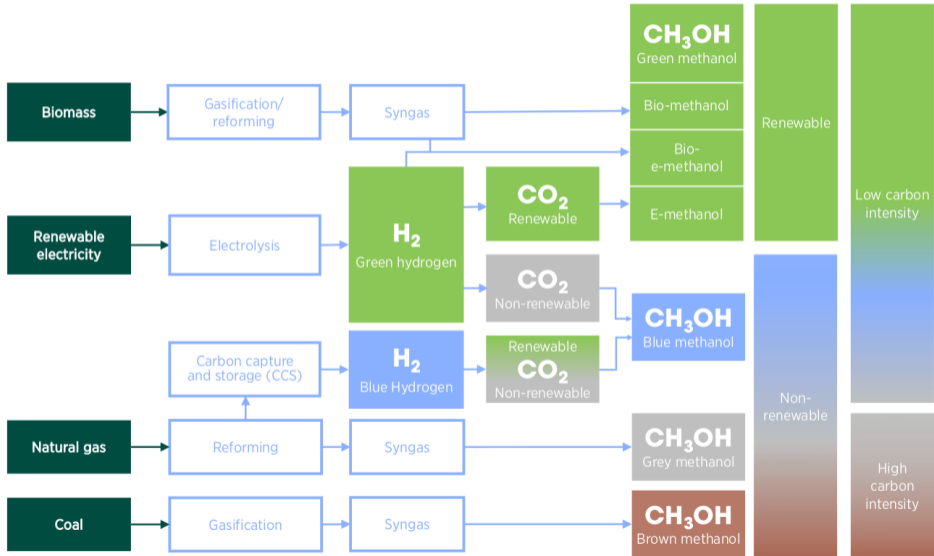 CH₃OH
Green methanol
Biomass
Gasification/
reforming
Syngas
Bio-methanol
Renewable
Bio-
e-methanol
Low carbon
intensity
Renewable
electricity
Electrolysis
H₂
Green hydrogen
CO₂
Renewable
E-methanol
CO₂
Non-renewable
CH₃OH
Blue methanol
Carbon capture
and storage (CCS)
H₂
Blue Hydrogen
Renewable
CO₂
Non-renewable
Non-
renewable
Natural gas
Reforming
Syngas
CH₃OH
Grey methanol
High
carbon
intensity
Coal
Gasification
Syngas
CH₃OH
Brown methanol